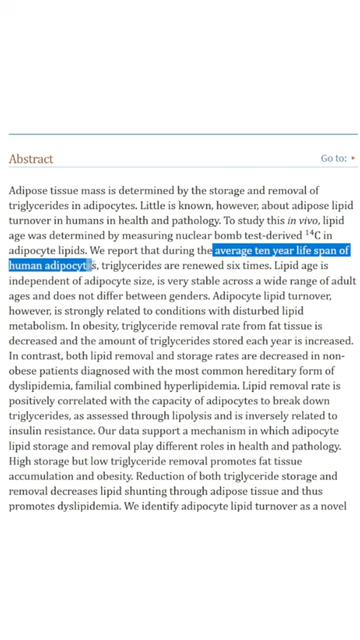 Abstract
Go to: ▸
Adipose tissue mass is determined by the storage and removal of
triglycerides in adipocytes. Little is known, however, about adipose lipid
turnover in humans in health and pathology. To study this in vivo, lipid
age was determined by measuring nuclear bomb test-derived ¹⁴C in
adipocyte lipids. We report that during the average ten year life span of
human adipocytes, triglycerides are renewed six times. Lipid age is
independent of adipocyte size, is very stable across a wide range of adult
ages and does not differ between genders. Adipocyte lipid turnover,
however, is strongly related to conditions with disturbed lipid
metabolism. In obesity, triglyceride removal rate from fat tissue is
decreased and the amount of triglycerides stored each year is increased.
In contrast, both lipid removal and storage rates are decreased in non-
obese patients diagnosed with the most common hereditary form of
dyslipidemia, familial combined hyperlipidemia. Lipid removal rate is
positively correlated with the capacity of adipocytes to break down
triglycerides, as assessed through lipolysis and is inversely related to
insulin resistance. Our data support a mechanism in which adipocyte
lipid storage and removal play different roles in health and pathology.
High storage but low triglyceride removal promotes fat tissue
accumulation and obesity. Reduction of both triglyceride storage and
removal decreases lipid shunting through adipose tissue and thus
promotes dyslipidemia. We identify adipocyte lipid turnover as a novel